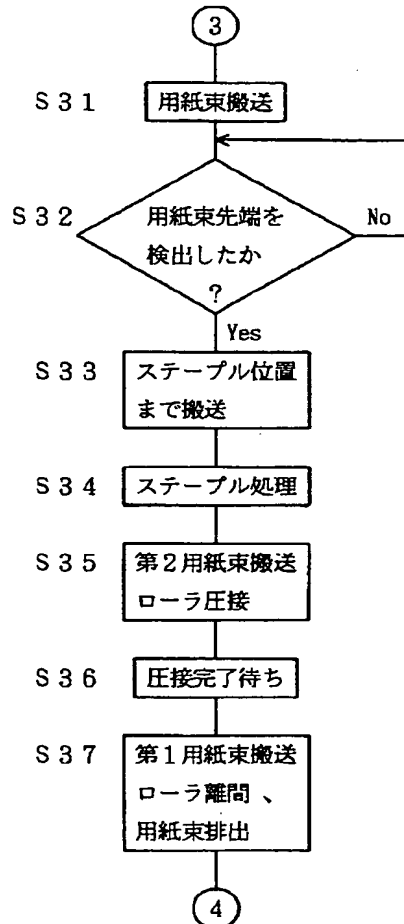 3
S31 用紙束搬送
S32 用紙束先端を
検出したか
?
No
Yes
S33 ステープル位置
まで搬送
S34 ステープル処理
S35 第2用紙束搬送
ローラ圧接
S36 圧接完了待ち
S37 第1用紙束搬送
ローラ離間、
用紙束排出
4